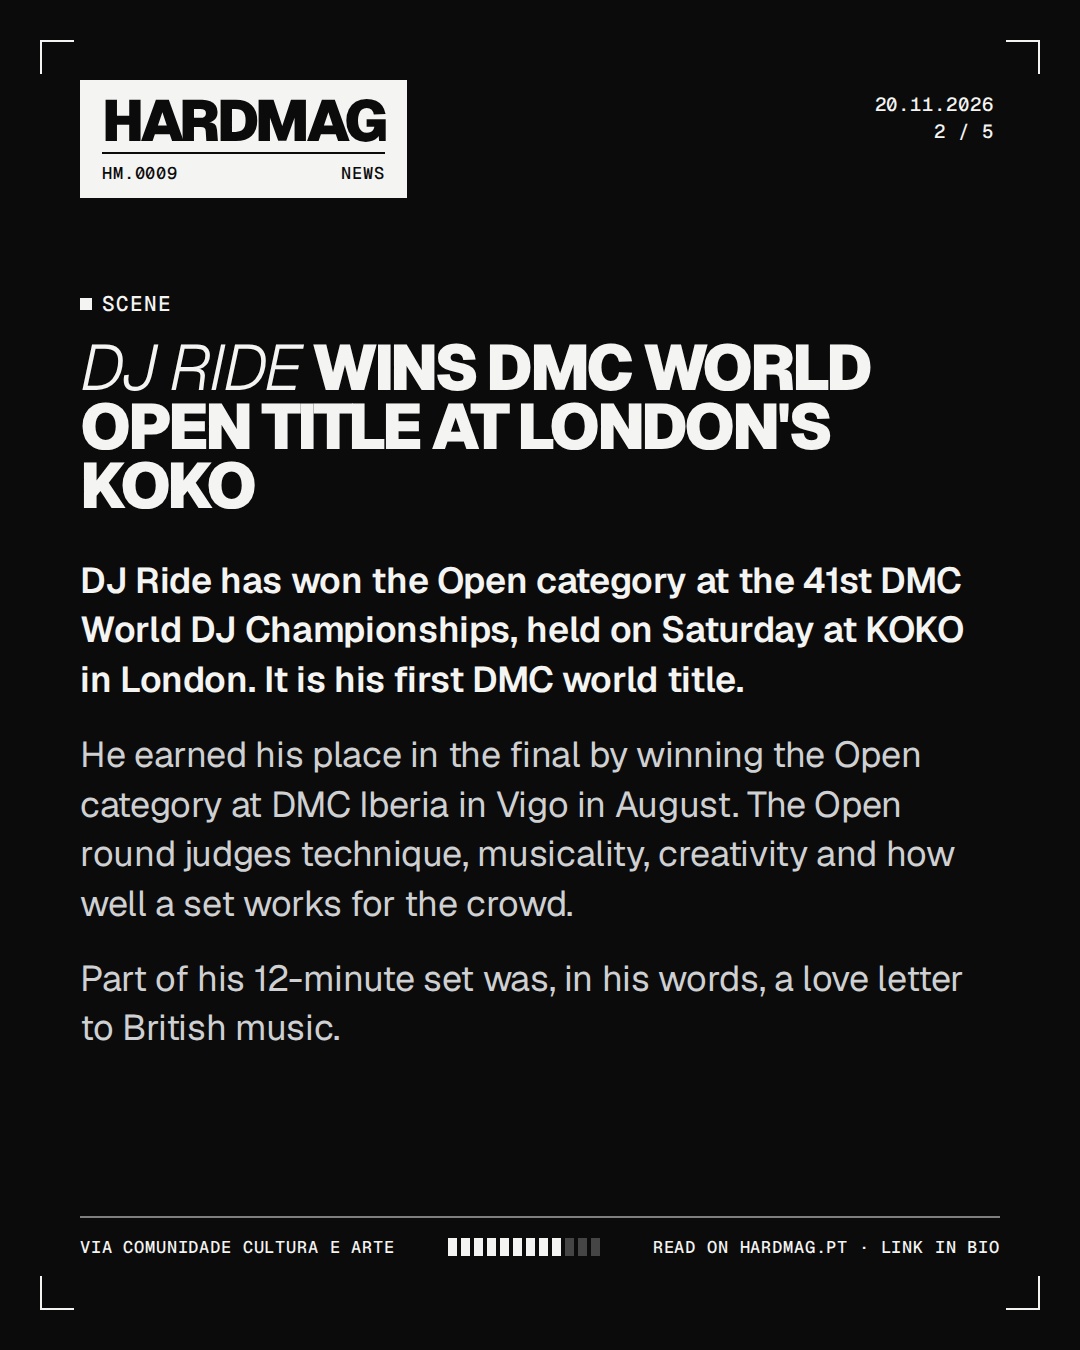 HARDMAG
HM.0009 NEWS
20.11.2026
2 / 5
SCENE
DJ RIDE WINS DMC WORLD
OPEN TITLE AT LONDON'S
KOKO
DJ Ride has won the Open category at the 41st DMC
World DJ Championships, held on Saturday at KOKO
in London. It is his first DMC world title.
He earned his place in the final by winning the Open
category at DMC Iberia in Vigo in August. The Open
round judges technique, musicality, creativity and how
well a set works for the crowd.
Part of his 12-minute set was, in his words, a love letter
to British music.
VIA COMUNIDADE CULTURA E ARTE
READ ON HARDMAG.PT · LINK IN BIO